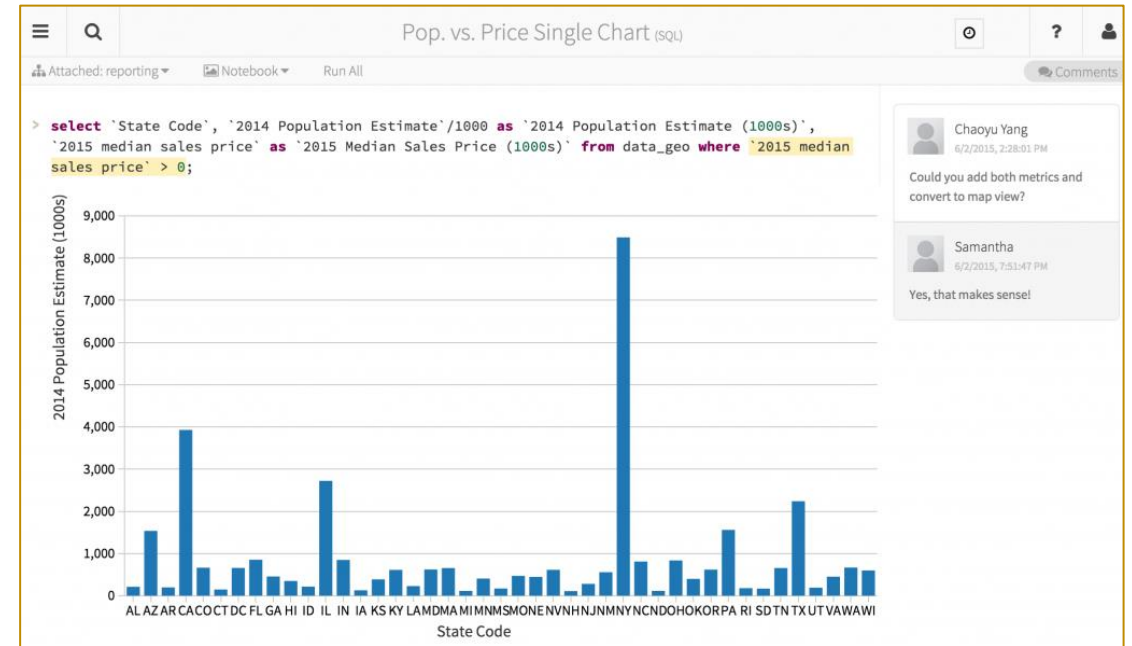 Pop. vs. Price Single Chart (SQL)
?
Attached: reporting
Notebook
Run All
Comments
> select `State Code`, `2014 Population Estimate`/1000 as `2014 Population Estimate (1000s)`,
`2015 median sales price` as `2015 Median Sales Price (1000s)` from data_geo where `2015 median
sales price` > 0;
Chaoyu Yang
6/2/2015, 2:28:01 PM
Could you add both metrics and
convert to map view?
Samantha
6/2/2015, 7:51:47 PM
Yes, that makes sense!
2014 Population Estimate (1000s)
9,000
8,000
7,000
6,000
5,000
4,000
3,000
2,000
1,000
0
AL AZ AR CA CO CT DC FL GA HI ID IL IN IA KS KY LA MD MA MI MN MS MO NE NV NH NJ NM NY NC ND OH OK OR PA RI SD TN TX UT VA WA WI
State Code